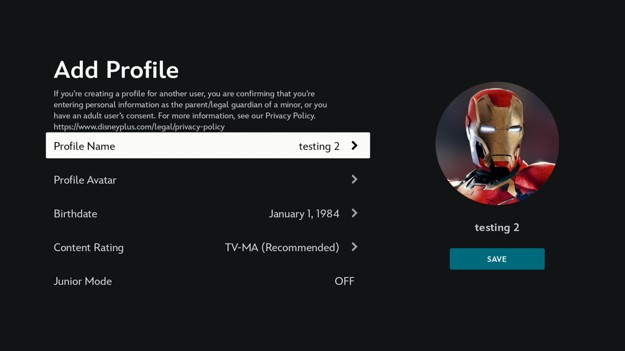 Add Profile
If you're creating a profile for another user, you are confirming that you're
entering personal information as the parent/legal guardian of a minor, or you
have an adult user's consent. For more information, see our Privacy Policy.
https://www.disneyplus.com/legal/privacy-policy
Profile Name testing 2
Profile Avatar
Birthdate January 1, 1984
Content Rating TV-MA (Recommended)
Junior Mode OFF
testing 2
SAVE